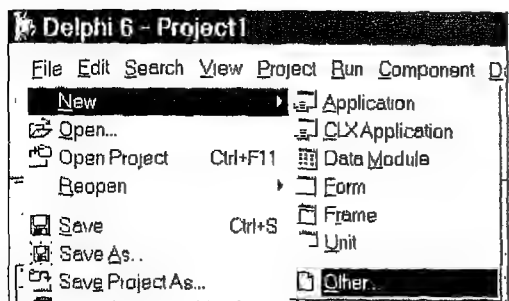 Delphi 6 - Project1
File Edit Search View Project Run Component
New
Open...
Open Project Ctrl+F11
Reopen
Save Ctrl+S
Save As..
Save Project As...
Application
CLX Application
Data Module
Form
Frame
Unit
Other..